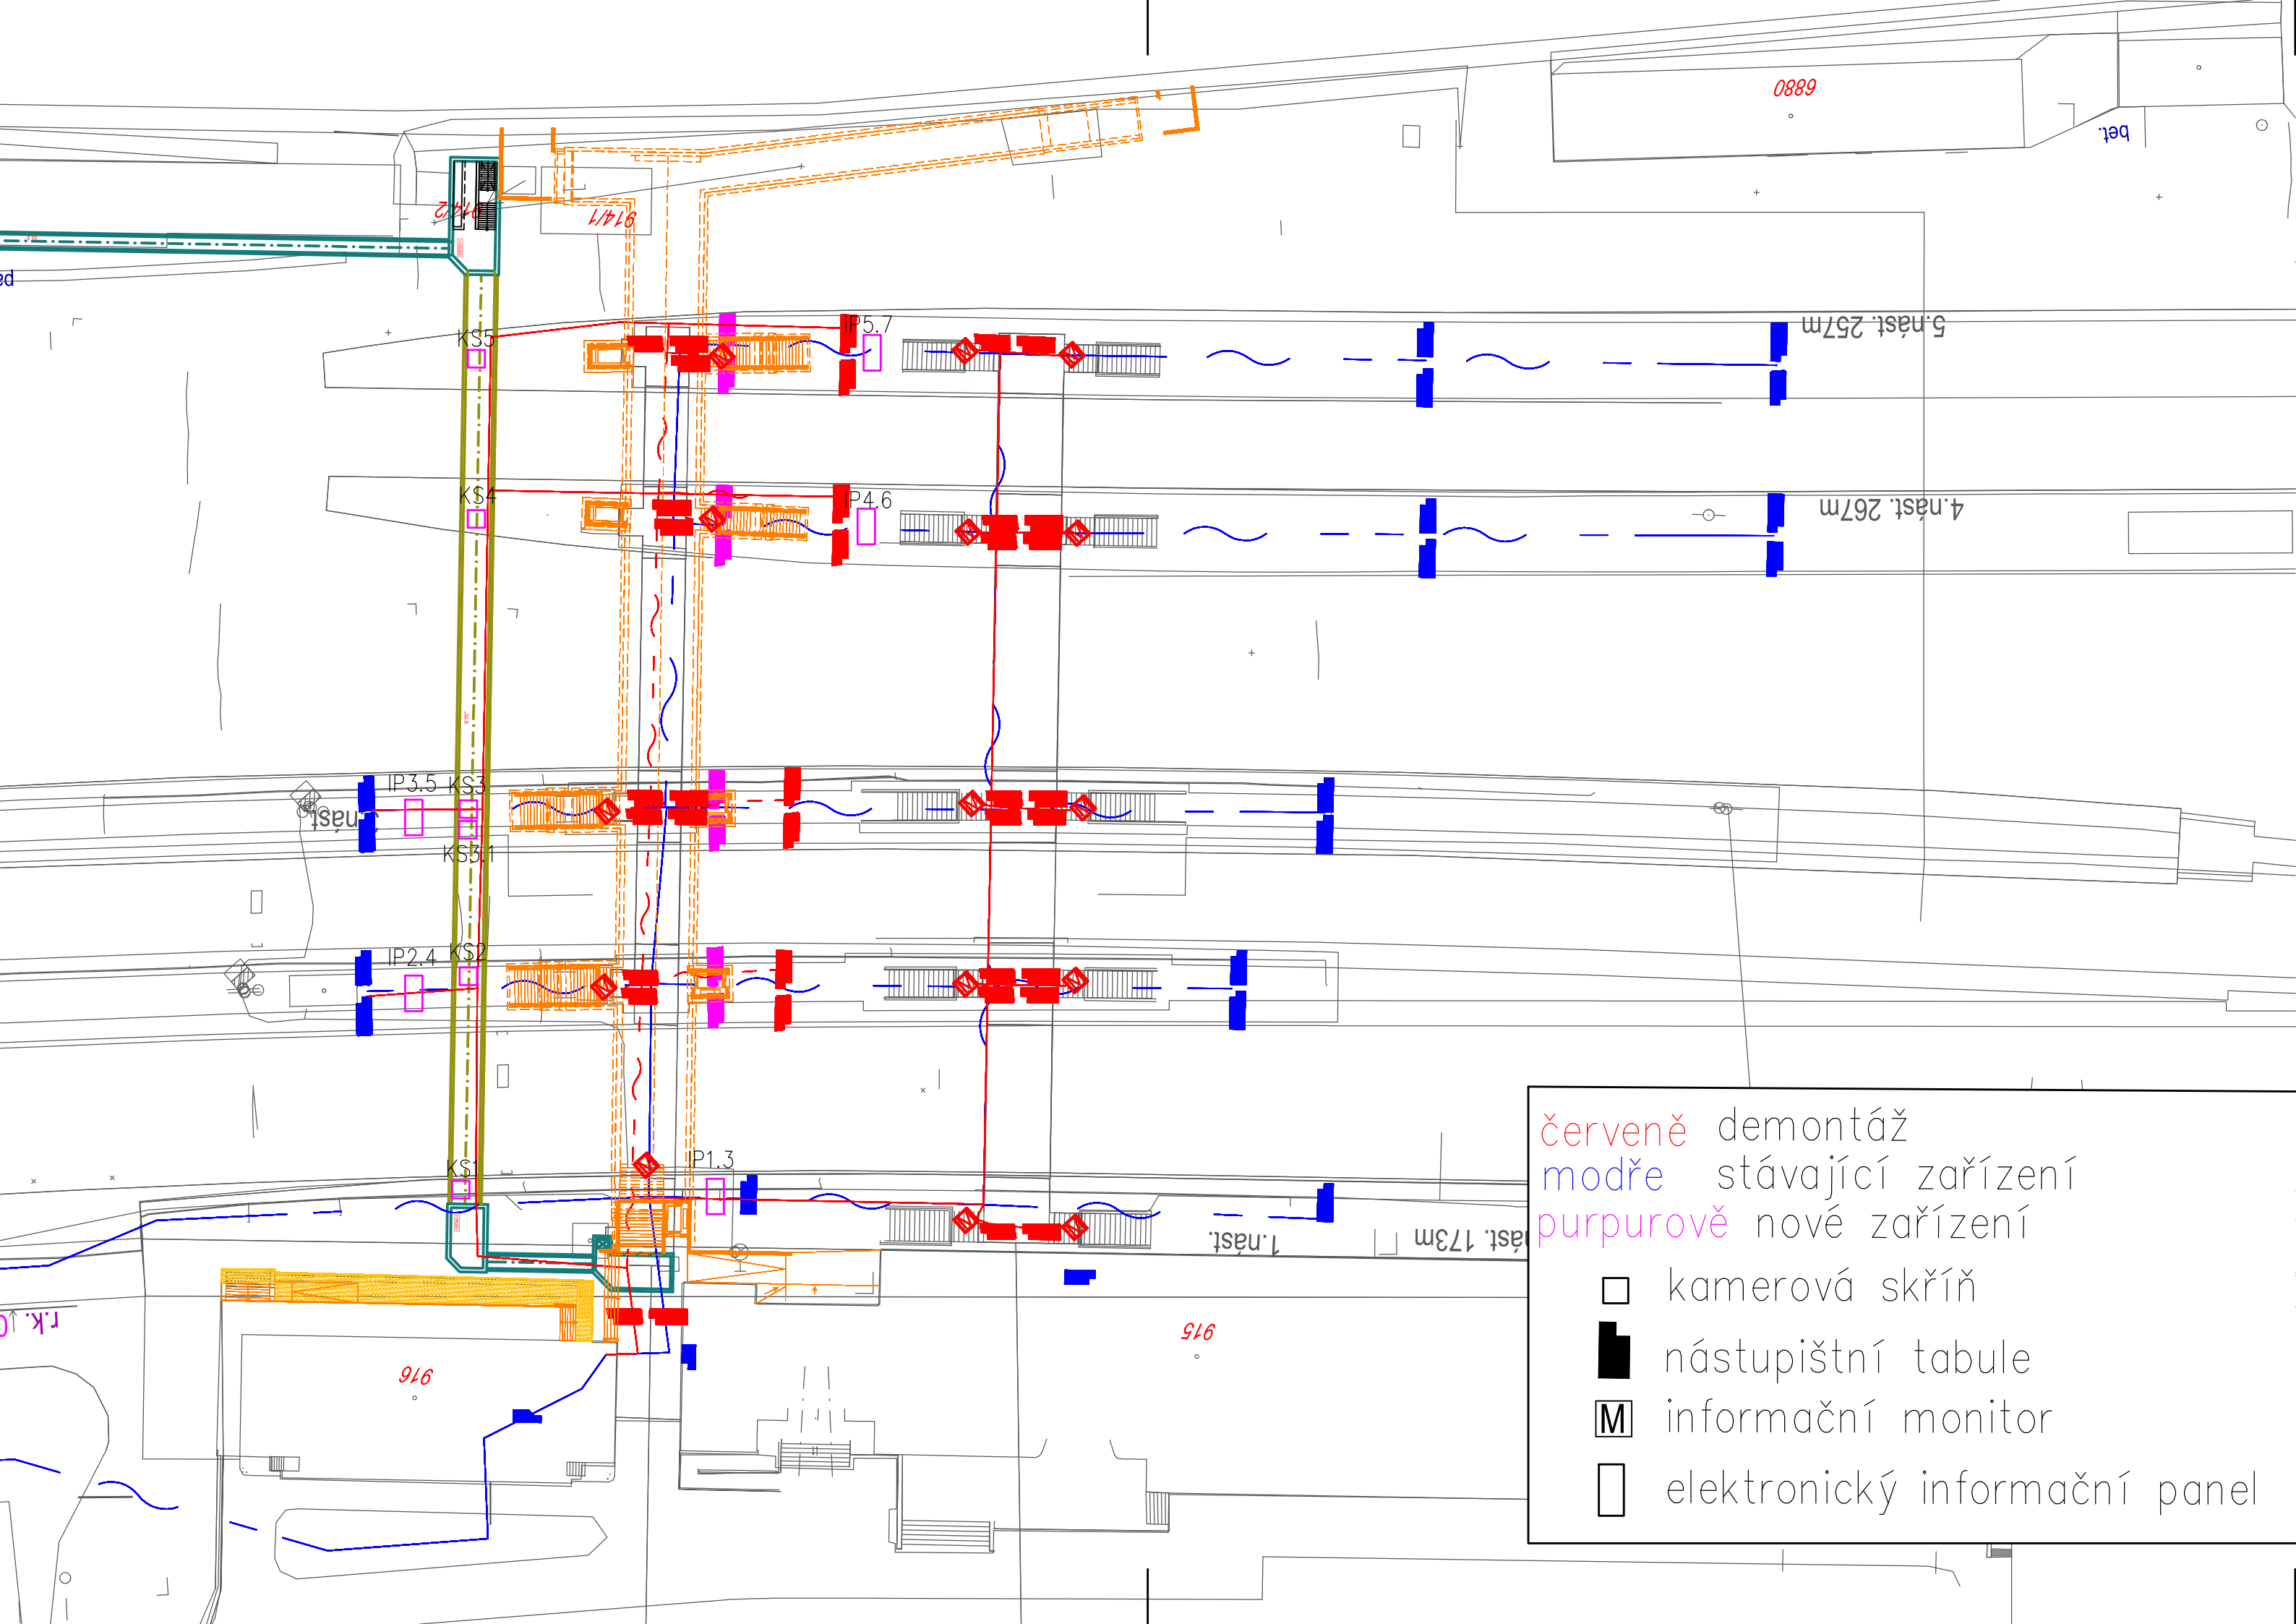 6880
bet.
914/2
914/1
KS5
IP5.7
5.nást. 257m
KS4
IP4.6
4.nást. 267m
IP3.5
KS3
nást
KS3.1
IP2.4
KS2
KS1
IP1.3
1.nást.
173m
r.k.
916
915
červeně demontáž
modře stávající zařízení
purpurově nové zařízení
kamerová skříň
nástupištní tabule
M informační monitor
elektronický informační panel